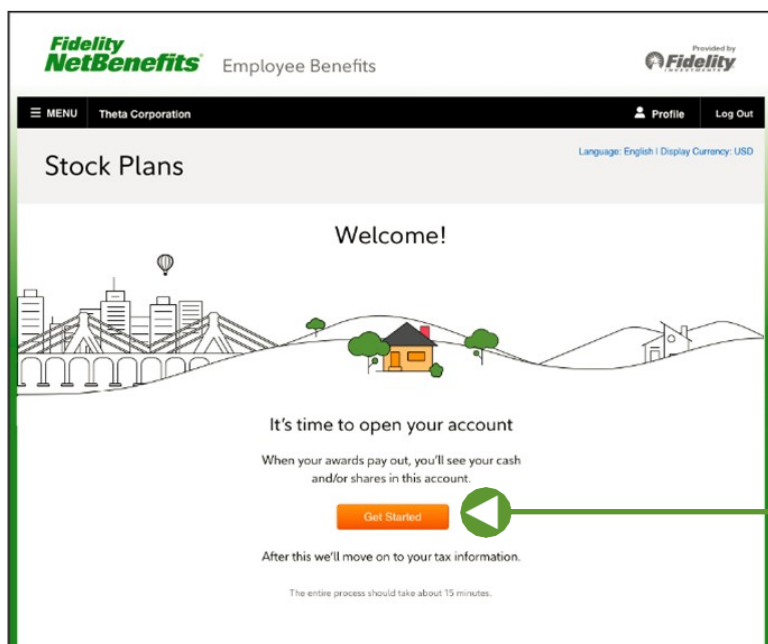 Fidelity
NetBenefits
Employee Benefits
Provided by
Fidelity
INVESTMENTS
MENU
Theta Corporation
Profile
Log Out
Stock Plans
Language: English | Display Currency: USD
Welcome!
It's time to open your account
When your awards pay out, you'll see your cash
and/or shares in this account.
Get Started
After this we'll move on to your tax information.
The entire process should take about 15 minutes.